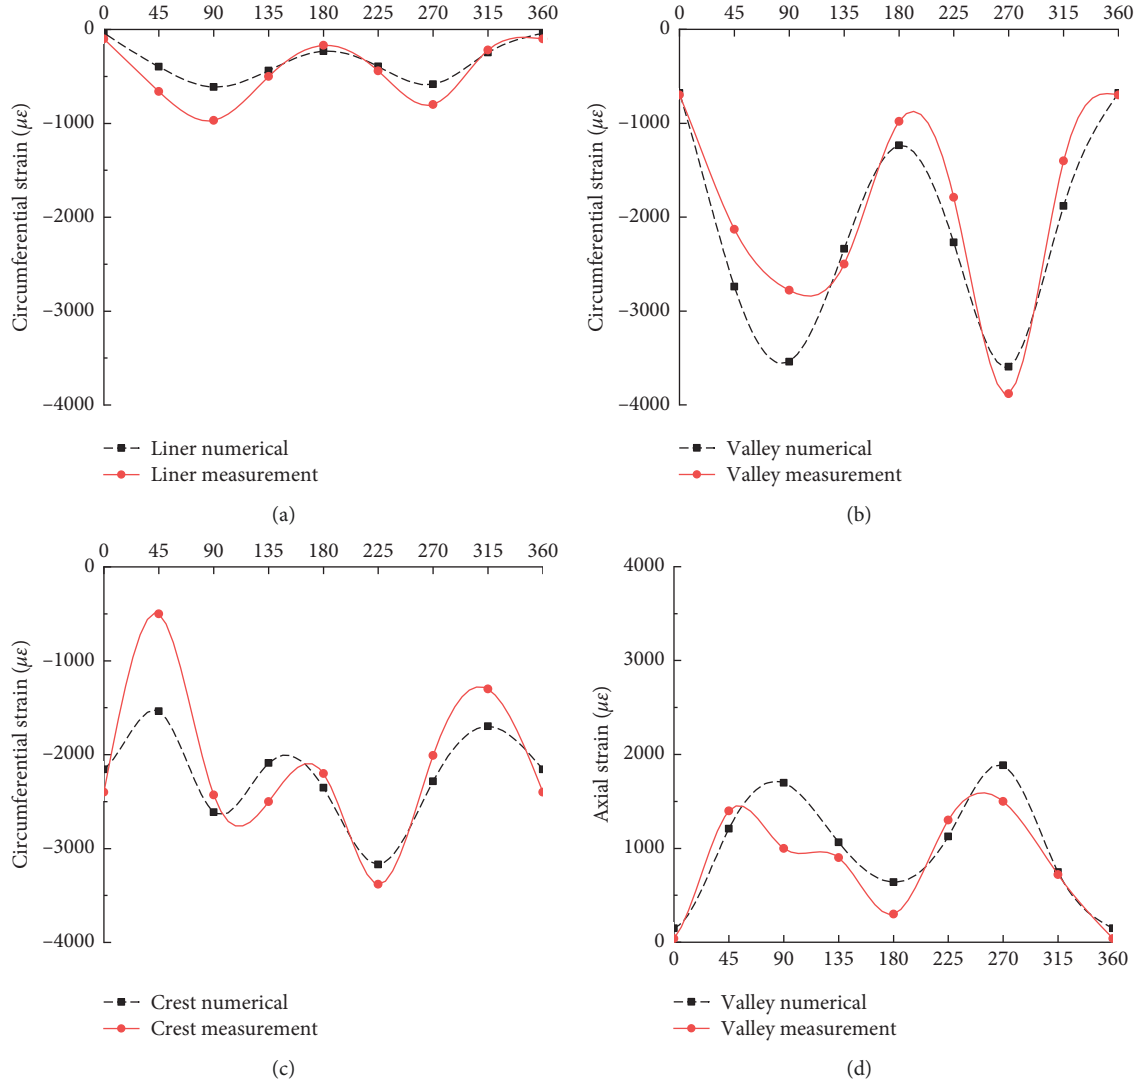 0 45 90 135 180 225 270 315 360
0
−1000
−2000
−3000
−4000
Circumferential strain (με)
Liner numerical
Liner measurement
(a)
0 45 90 135 180 225 270 315 360
0
−1000
−2000
−3000
−4000
Circumferential strain (με)
Valley numerical
Valley measurement
(b)
0 45 90 135 180 225 270 315 360
0
−1000
−2000
−3000
−4000
Circumferential strain (με)
Crest numerical
Crest measurement
(c)
4000
3000
2000
1000
0
Axial strain (με)
0 45 90 135 180 225 270 315 360
Valley numerical
Valley measurement
(d)